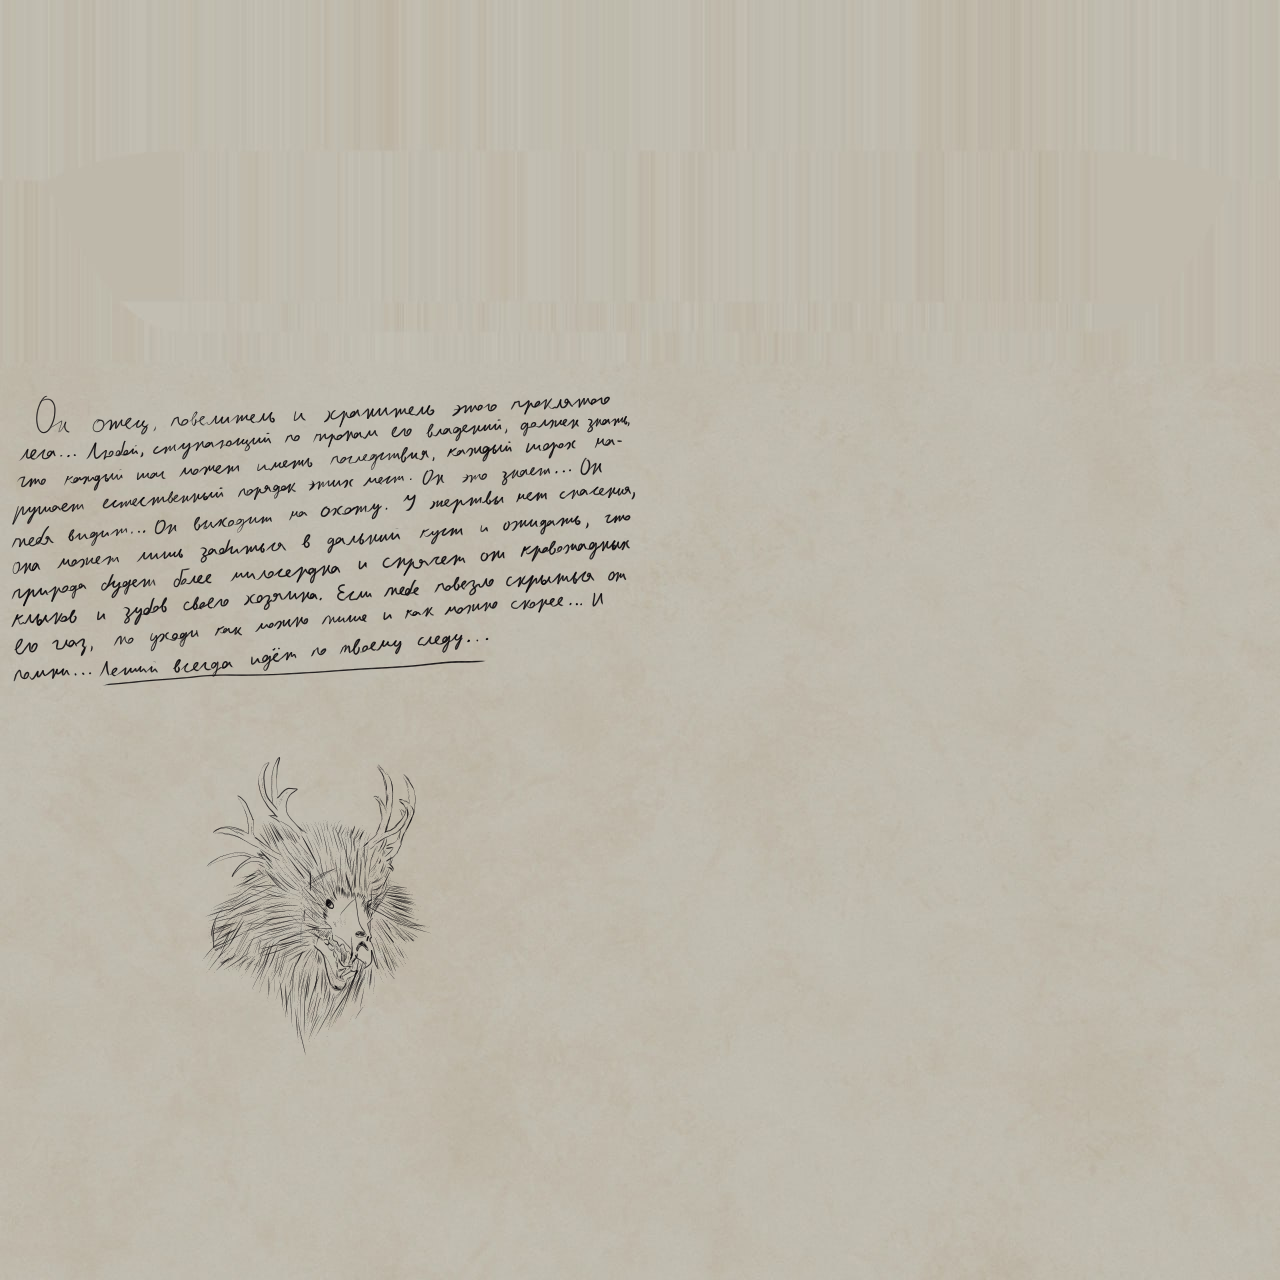 Он отец, повелитель и хранитель этого проклятого
леса... Любой, ступающий по тропам его владений, должен знать,
что каждый шаг может иметь последствия, каждый шорох на-
рушает естественный порядок этих мест. Он это знает... Он
тебя видит... Он выходит на охоту. У жертвы нет спасения,
она может лишь забиться в дальний куст и ожидать, что
природа будет более милосердна и спрячет от кровожадных
клыков и зубов своего хозяина. Если тебе повезло скрыться от
его глаз, то уходи как можно тише и как можно скорее... И
помни... Леший всегда идёт по твоему следу...